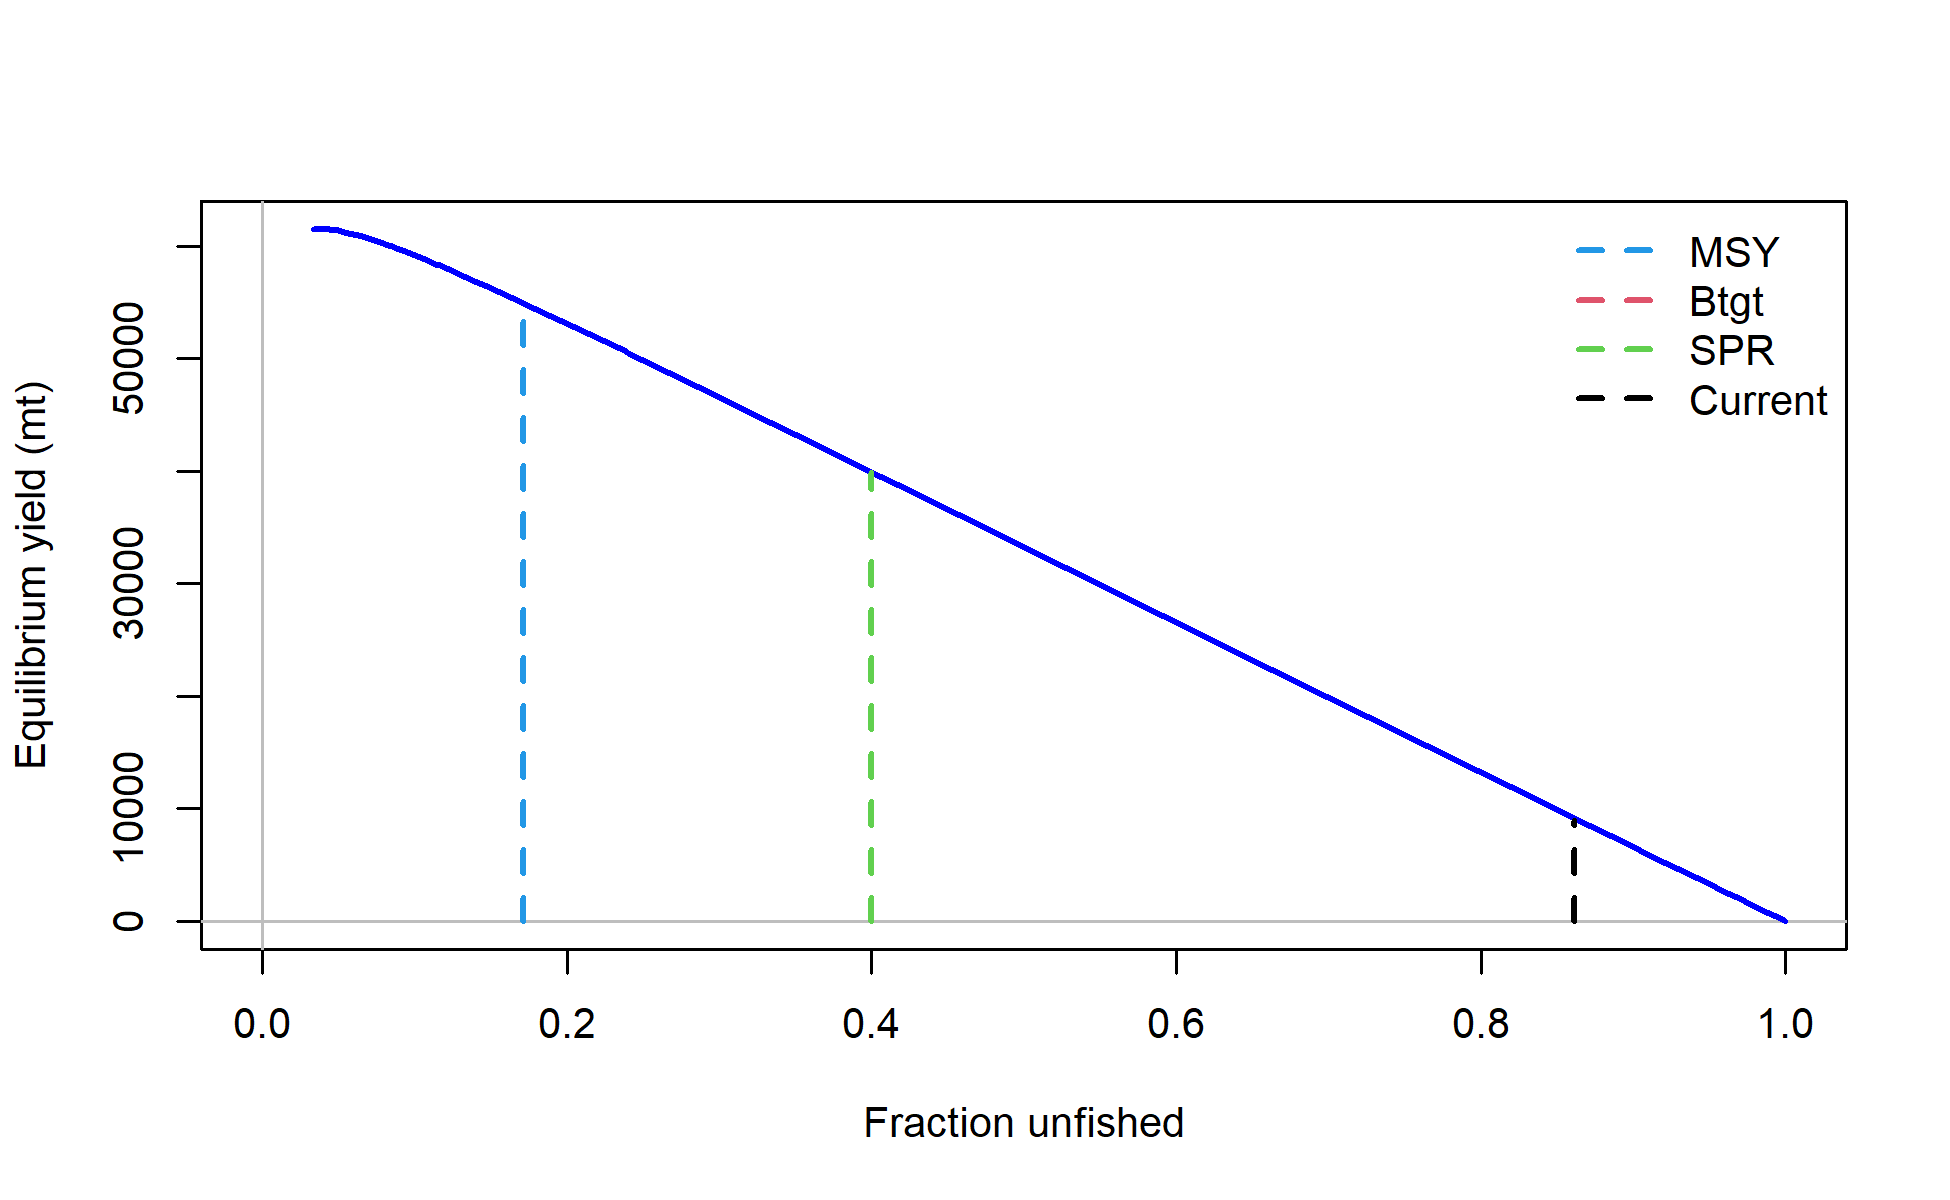 MSY
Btgt
SPR
Current
Equilibrium yield (mt)
50000
30000
10000
0
0.0 0.2 0.4 0.6 0.8 1.0
Fraction unfished